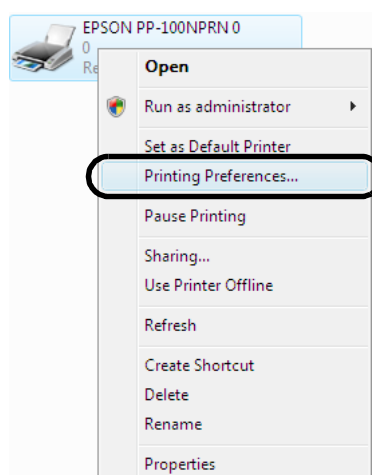 EPSON PP-100NPRN 0
0
Re
Open
Run as administrator
Set as Default Printer
Printing Preferences...
Pause Printing
Sharing...
Use Printer Offline
Refresh
Create Shortcut
Delete
Rename
Properties